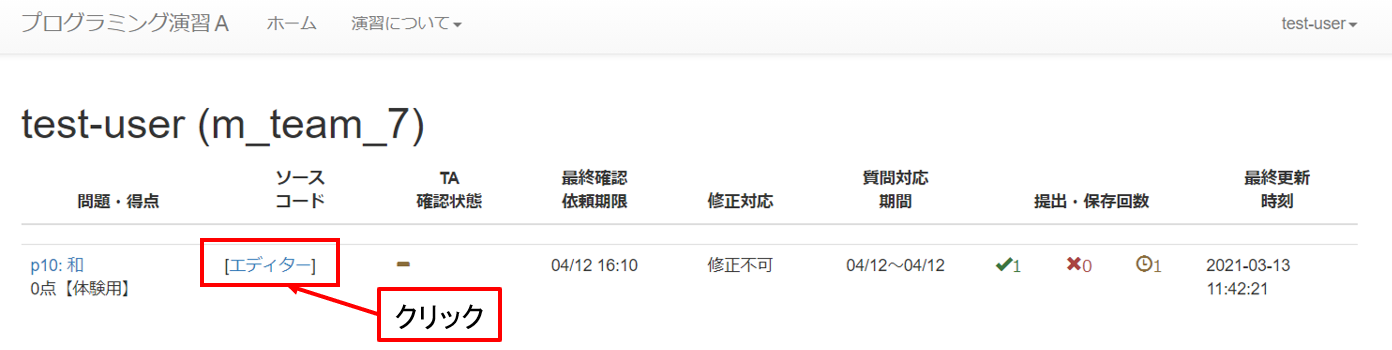 プログラミング演習A ホーム 演習について test-user
test-user (m_team_7)
問題・得点 ソースコード TA確認状態 最終確認依頼期限 修正対応 質問対応期間 提出・保存回数 最終更新時刻
p10: 和 [エディター] 04/12 16:10 修正不可 04/12～04/12 1 0 1 2021-03-13
0点【体験用】 11:42:21
クリック